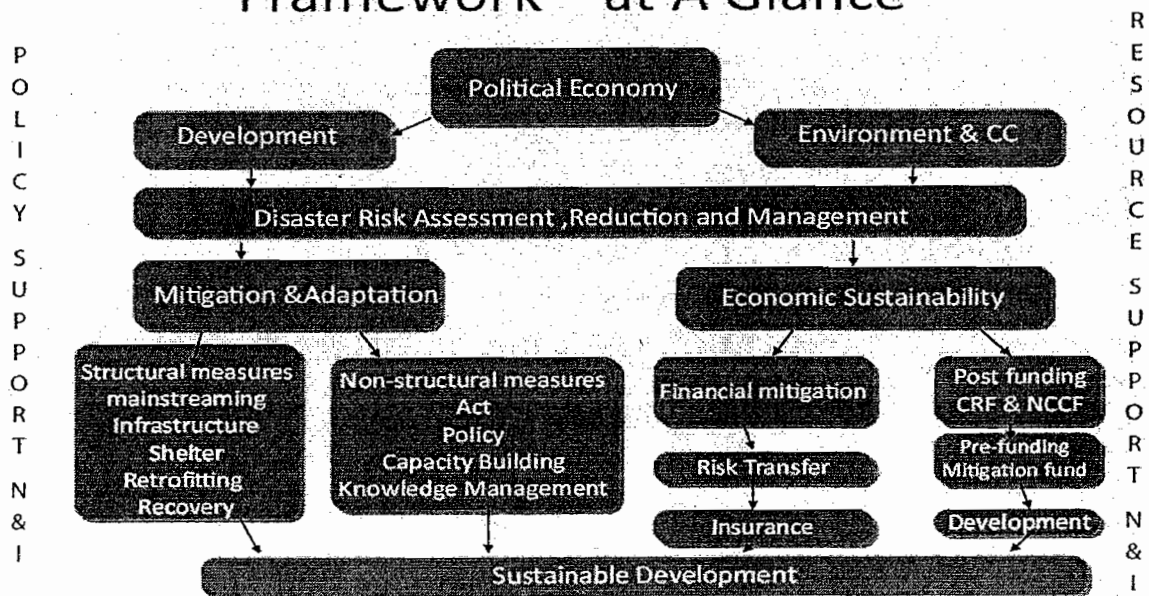 Framework – at A Glance
POLICY SUPPORT N&I
RESOURCE SUPPORT N&I
Political Economy
Development
Environment & CC
Disaster Risk Assessment ,Reduction and Management
Mitigation &Adaptation
Economic Sustainability
Structural measures
mainstreaming
Infrastructure
Shelter
Retrofitting
Recovery
Non-structural measures
Act
Policy
Capacity Building
Knowledge Management
Financial mitigation
Risk Transfer
Insurance
Post funding
CRF & NCCF
Pre-funding
Mitigation fund
Development
Sustainable Development